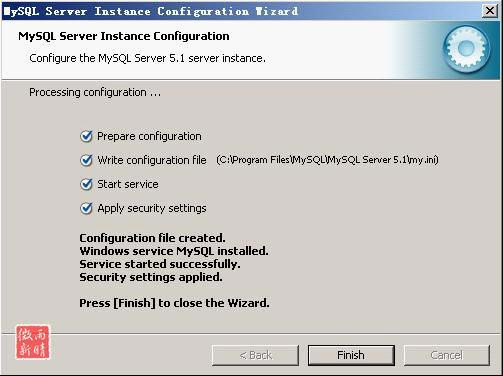 MySQL Server Instance Configuration Wizard
MySQL Server Instance Configuration
Configure the MySQL Server 5.1 server instance.
Processing configuration ...
Prepare configuration
Write configuration file (C:\Program Files\MySQL\MySQL Server 5.1\my.ini)
Start service
Apply security settings
Configuration file created.
Windows service MySQL installed.
Service started successfully.
Security settings applied.
Press [Finish] to close the Wizard.
微雨
新晴
< Back
Finish
Cancel